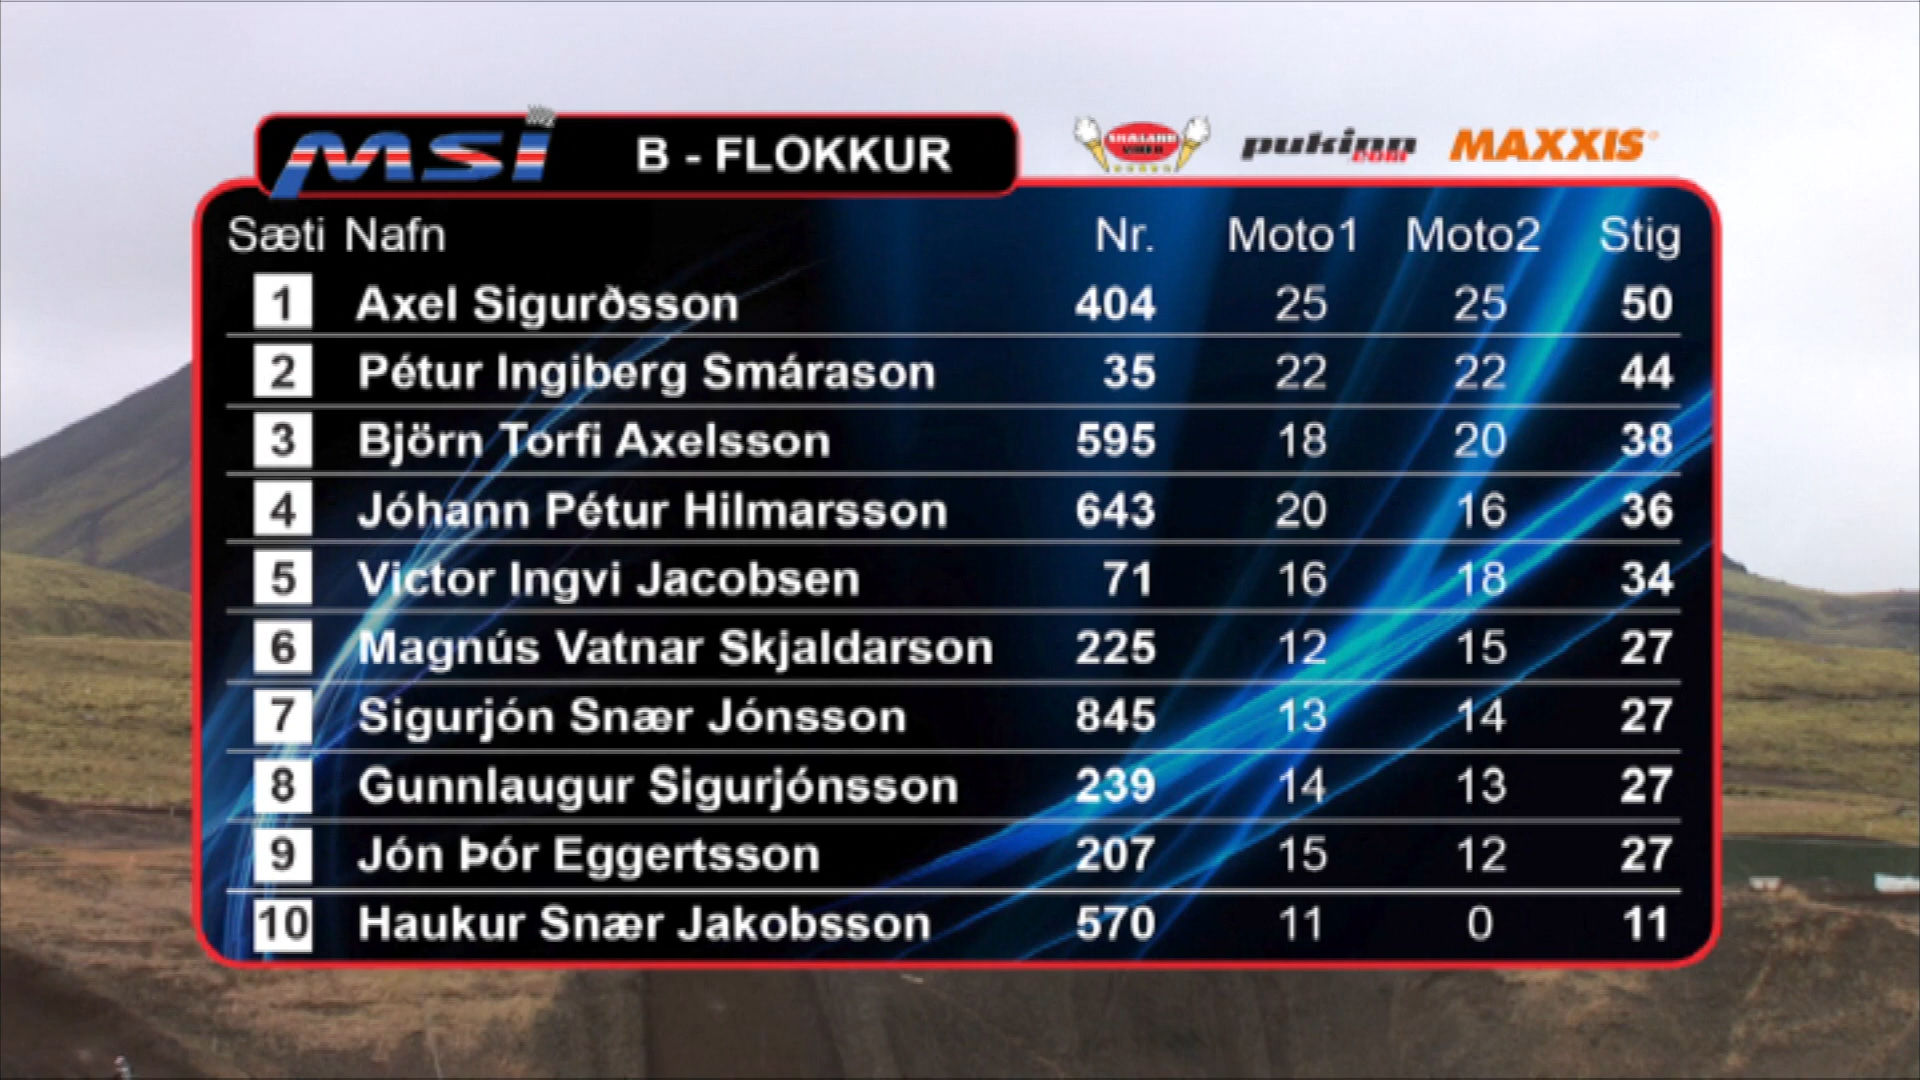 MSI B - FLOKKUR pukinn.com MAXXIS
Sæti Nafn Nr. Moto1 Moto2 Stig
1 Axel Sigurðsson 404 25 25 50
2 Pétur Ingiberg Smárason 35 22 22 44
3 Björn Torfi Axelsson 595 18 20 38
4 Jóhann Pétur Hilmarsson 643 20 16 36
5 Victor Ingvi Jacobsen 71 16 18 34
6 Magnús Vatnar Skjaldarson 225 12 15 27
7 Sigurjón Snær Jónsson 845 13 14 27
8 Gunnlaugur Sigurjónsson 239 14 13 27
9 Jón Þór Eggertsson 207 15 12 27
10 Haukur Snær Jakobsson 570 11 0 11